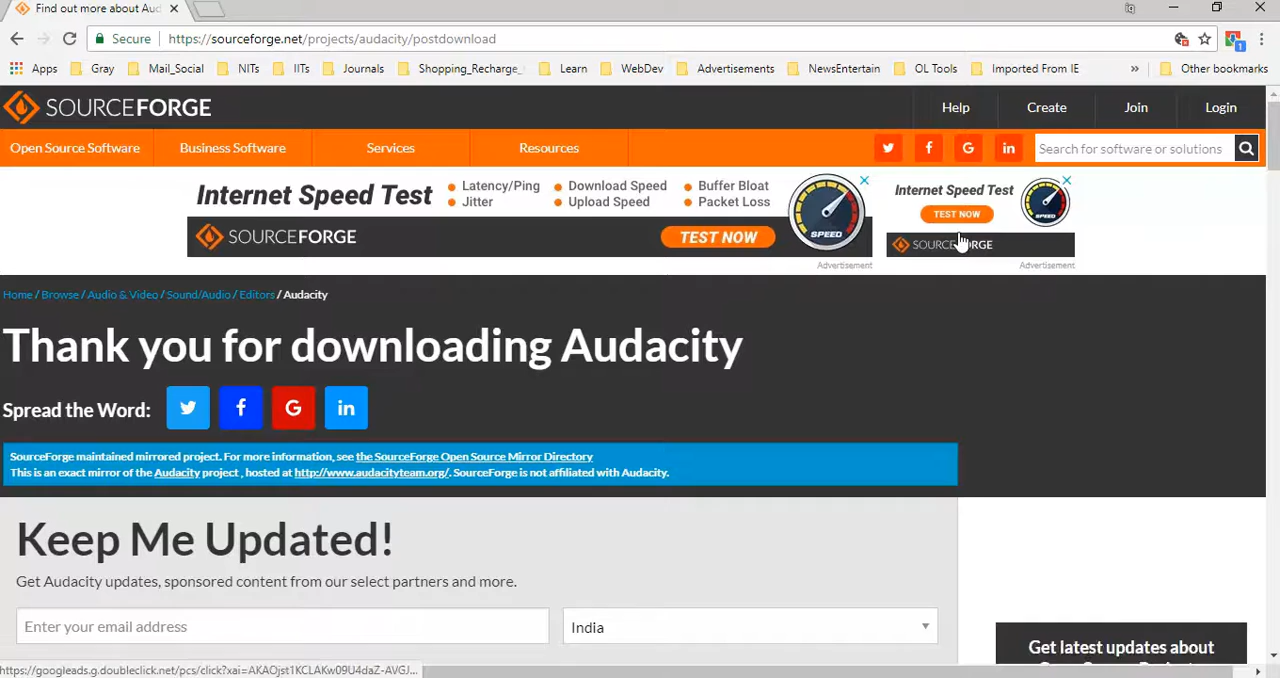 Find out more about Aud
Secure
https://sourceforge.net/projects/audacity/postdownload
1
Apps
Gray
Mail_Social
NITs
IITs
Journals
Shopping_Recharge_
Learn
WebDev
Advertisements
NewsEntertain
OL Tools
Imported From IE
»
Other bookmarks
SOURCEFORGE
Help
Create
Join
Login
Open Source Software
Business Software
Services
Resources
Search for software or solutions
Internet Speed Test
Latency/Ping
Download Speed
Buffer Bloat
Jitter
Upload Speed
Packet Loss
SPEED
SOURCEFORGE
TEST NOW
Advertisement
Internet Speed Test
TEST NOW
SOURCEFORGE
Advertisement
Home / Browse / Audio & Video / Sound/Audio / Editors / Audacity
Thank you for downloading Audacity
Spread the Word:
SourceForge maintained mirrored project. For more information, see the SourceForge Open Source Mirror Directory
This is an exact mirror of the Audacity project , hosted at http://www.audacityteam.org/. SourceForge is not affiliated with Audacity.
Keep Me Updated!
Get Audacity updates, sponsored content from our select partners and more.
Enter your email address
India
Get latest updates about
https://googleads.g.doubleclick.net/pcs/click?xai=AKAOjst1KCLAKw09U4daZ-AVGJ...